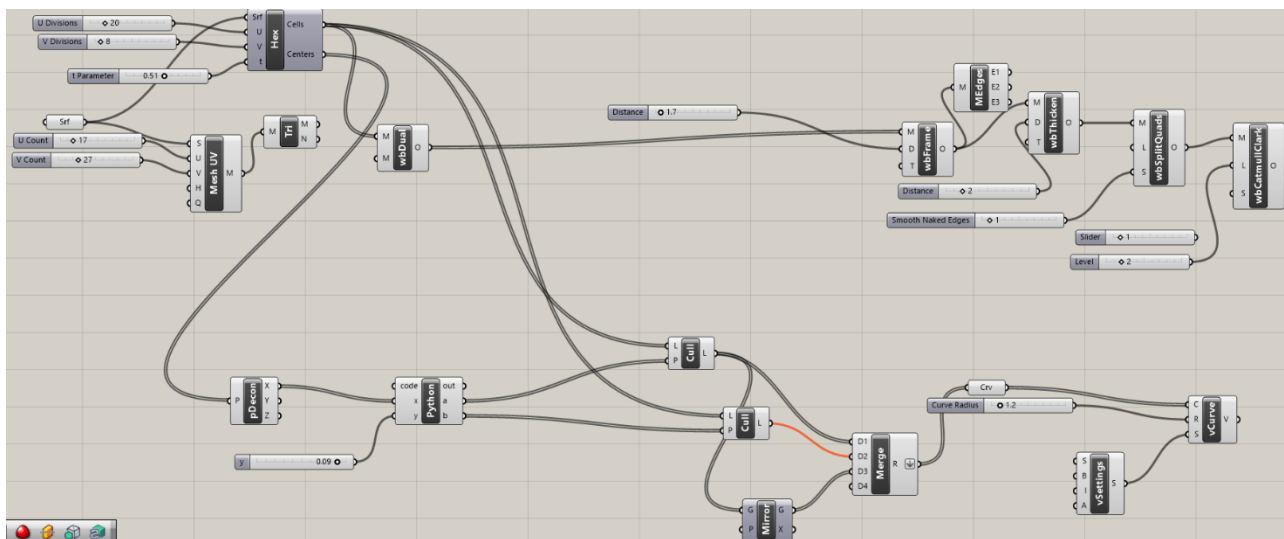 U Divisions 20
V Divisions 8
t Parameter 0.51
Srf
U
V
t
Hex
Cells
Centers
Srf
U Count 17
V Count 27
S
U
V
H
Q
Mesh UV
M
M
Tri
M
N
M
M
wbDual
O
Distance 1.7
M
D
T
wbFrame
O
M
MEdges
E1
E2
E3
M
D
T
wbThicken
O
Distance 2
Smooth Naked Edges 1
M
L
S
wbSplitQuads
O
Slider 1
Level 2
M
L
S
wbCatmullClark
O
P
pDecon
X
Y
Z
code
x
y
Python
out
a
b
y 0.09
L
P
Cull
L
L
P
Cull
L
G
P
Mirror
G
X
D1
D2
D3
D4
Merge
R
Crv
Curve Radius 1.2
C
R
S
vCurve
V
S
B
I
A
vSettings
S